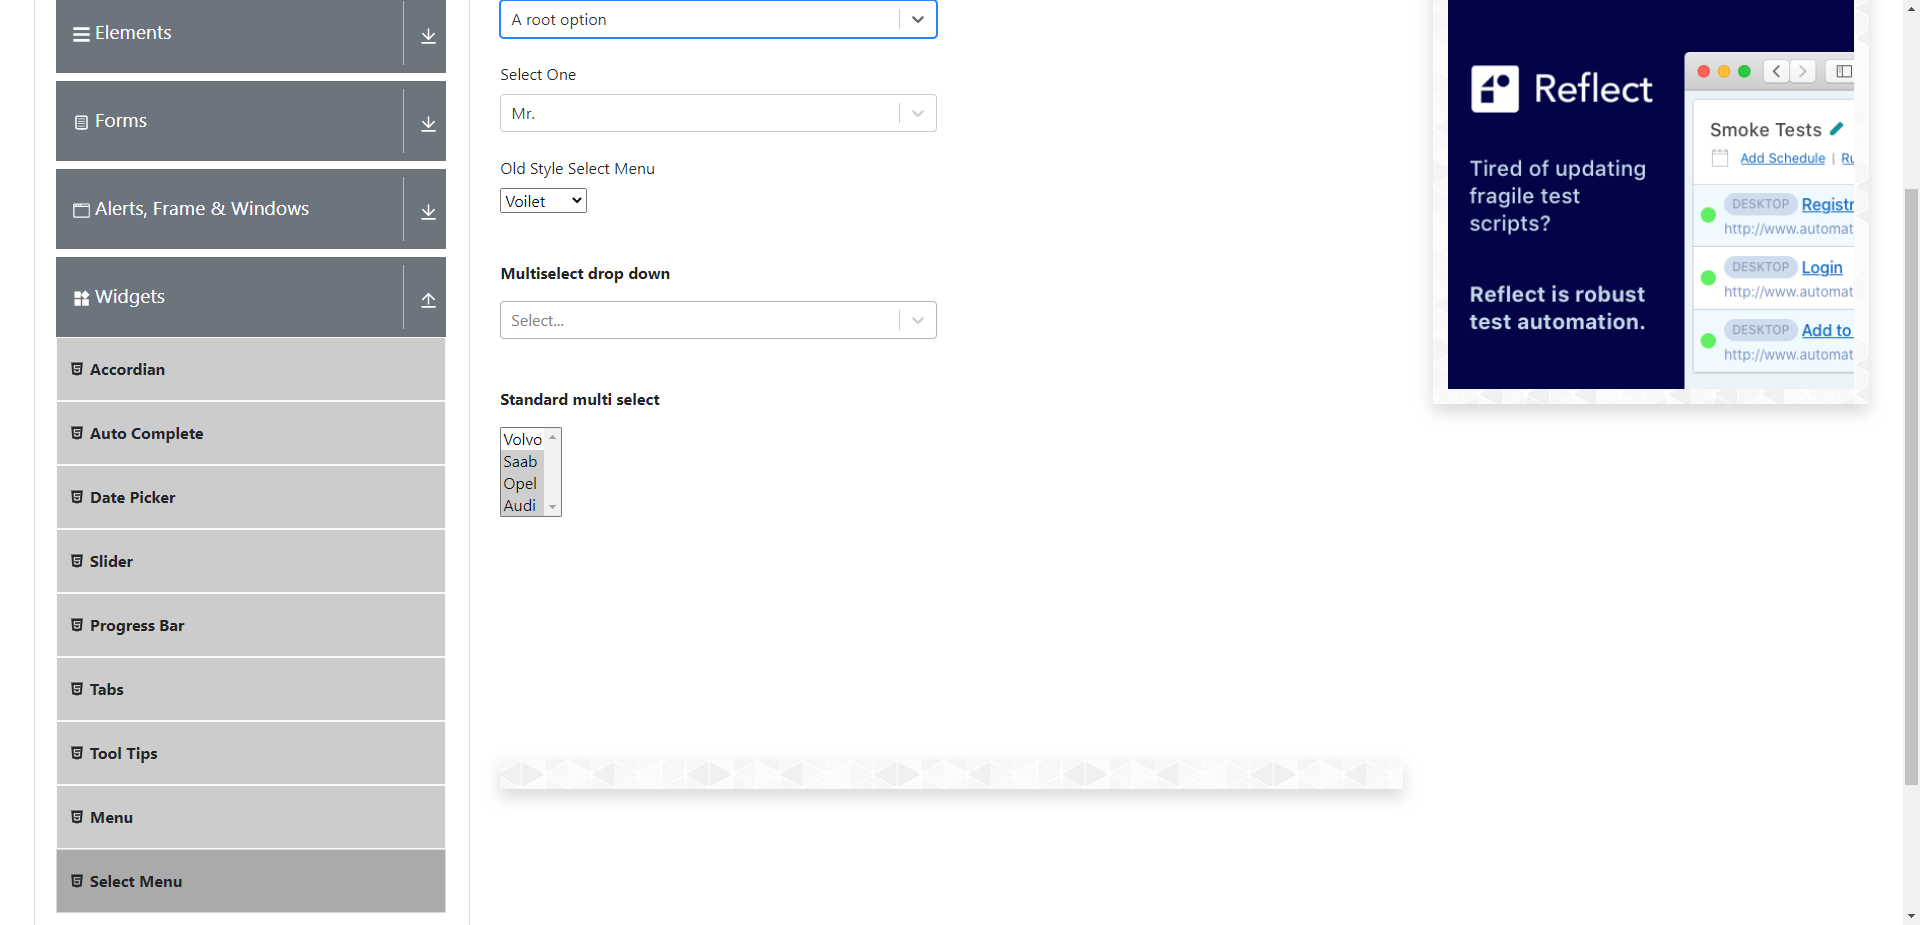 Elements
Forms
Alerts, Frame & Windows
Widgets
Accordian
Auto Complete
Date Picker
Slider
Progress Bar
Tabs
Tool Tips
Menu
Select Menu
A root option
Select One
Mr.
Old Style Select Menu
Voilet
Multiselect drop down
Select...
Standard multi select
Volvo
Saab
Opel
Audi
Reflect
Tired of updating
fragile test
scripts?
Reflect is robust
test automation.
Smoke Tests
Add Schedule | Ru
DESKTOP Registr
http://www.automat
DESKTOP Login
http://www.automat
DESKTOP Add to
http://www.automat